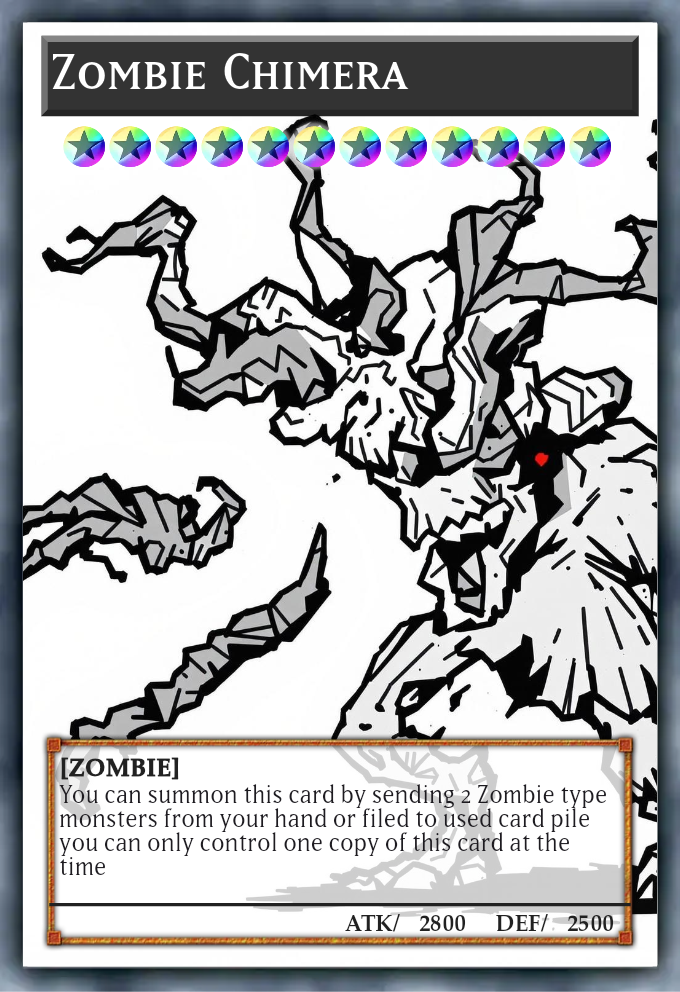 Zombie Chimera
[ZOMBIE]
You can summon this card by sending 2 Zombie type
monsters from your hand or filed to used card pile
you can only control one copy of this card at the
time
ATK/ 2800 DEF/ 2500